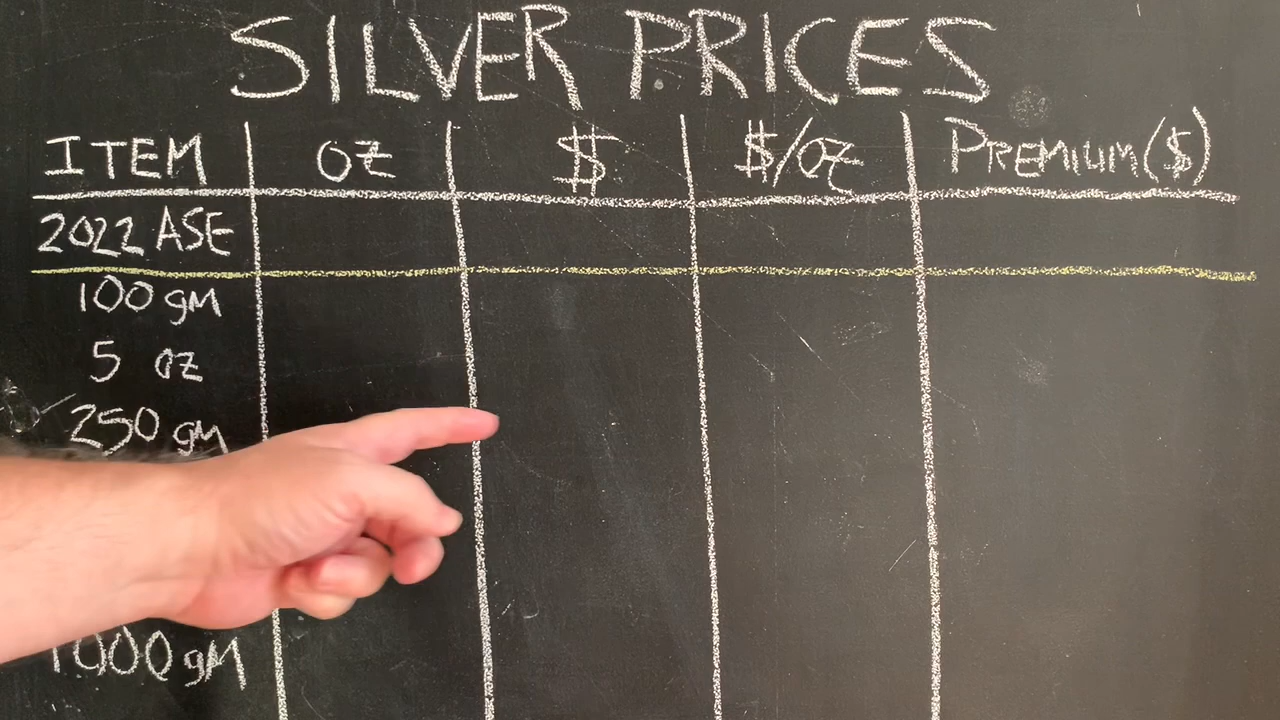 SILVER PRICES
ITEM OZ $ $/OZ PREMIUM($)
2022 ASE
100 gM
5 oz
250 gM
1000 gM